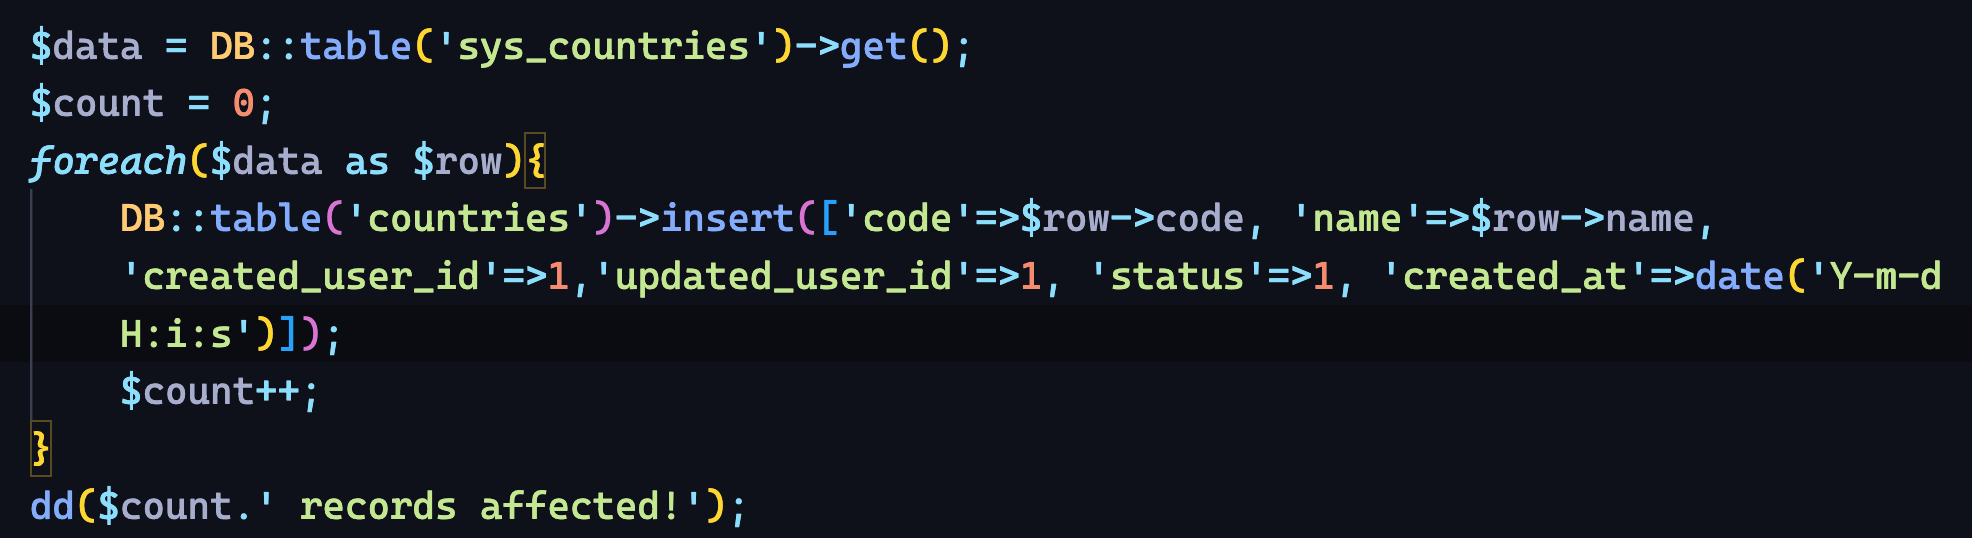 $data = DB::table('sys_countries')->get();
$count = 0;
foreach($data as $row){
    DB::table('countries')->insert(['code'=>$row->code, 'name'=>$row->name,
    'created_user_id'=>1,'updated_user_id'=>1, 'status'=>1, 'created_at'=>date('Y-m-d
    H:i:s')]);
    $count++;
}
dd($count.' records affected!');